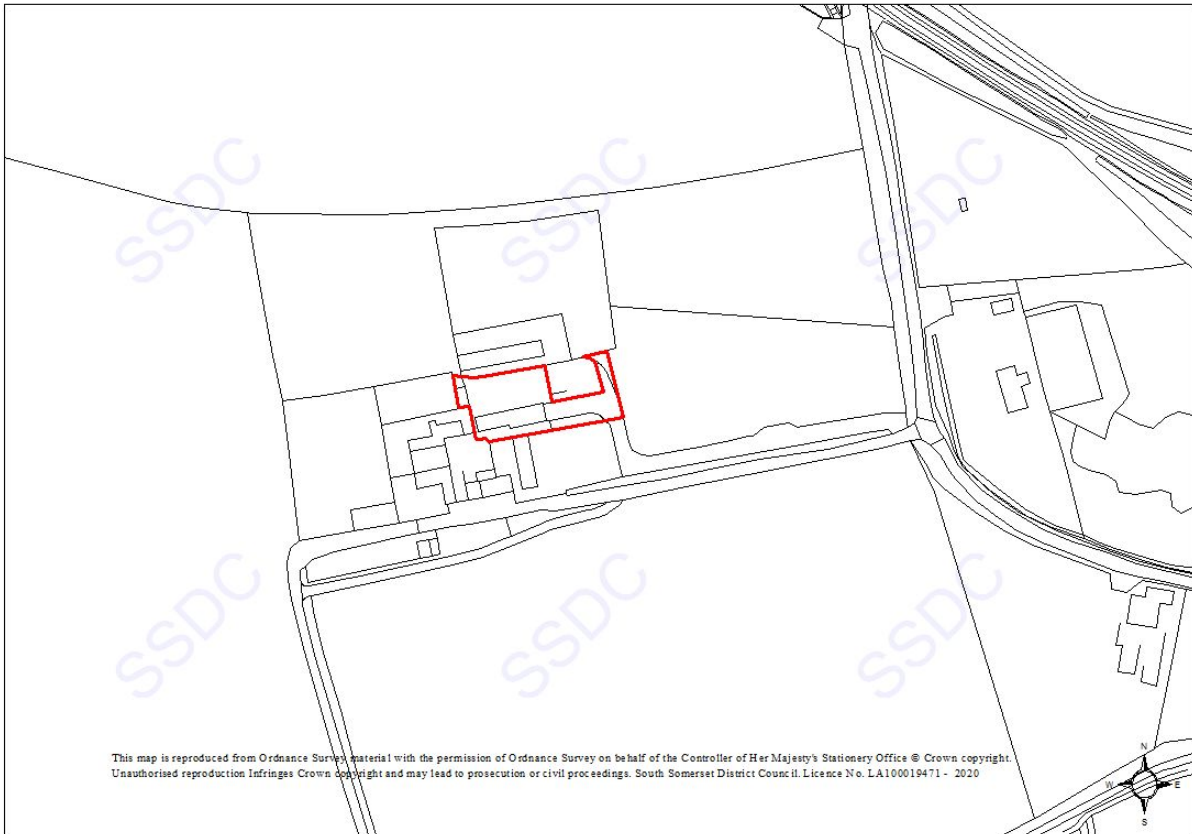 SSDC SSDC SSDC
SSDC SSDC SSDC
This map is reproduced from Ordnance Survey material with the permission of Ordnance Survey on behalf of the Controller of Her Majesty's Stationery Office © Crown copyright.
Unauthorised reproduction Infringes Crown copyright and may lead to prosecution or civil proceedings. South Somerset District Council. Licence No. LA100019471 - 2020
N
W E
S